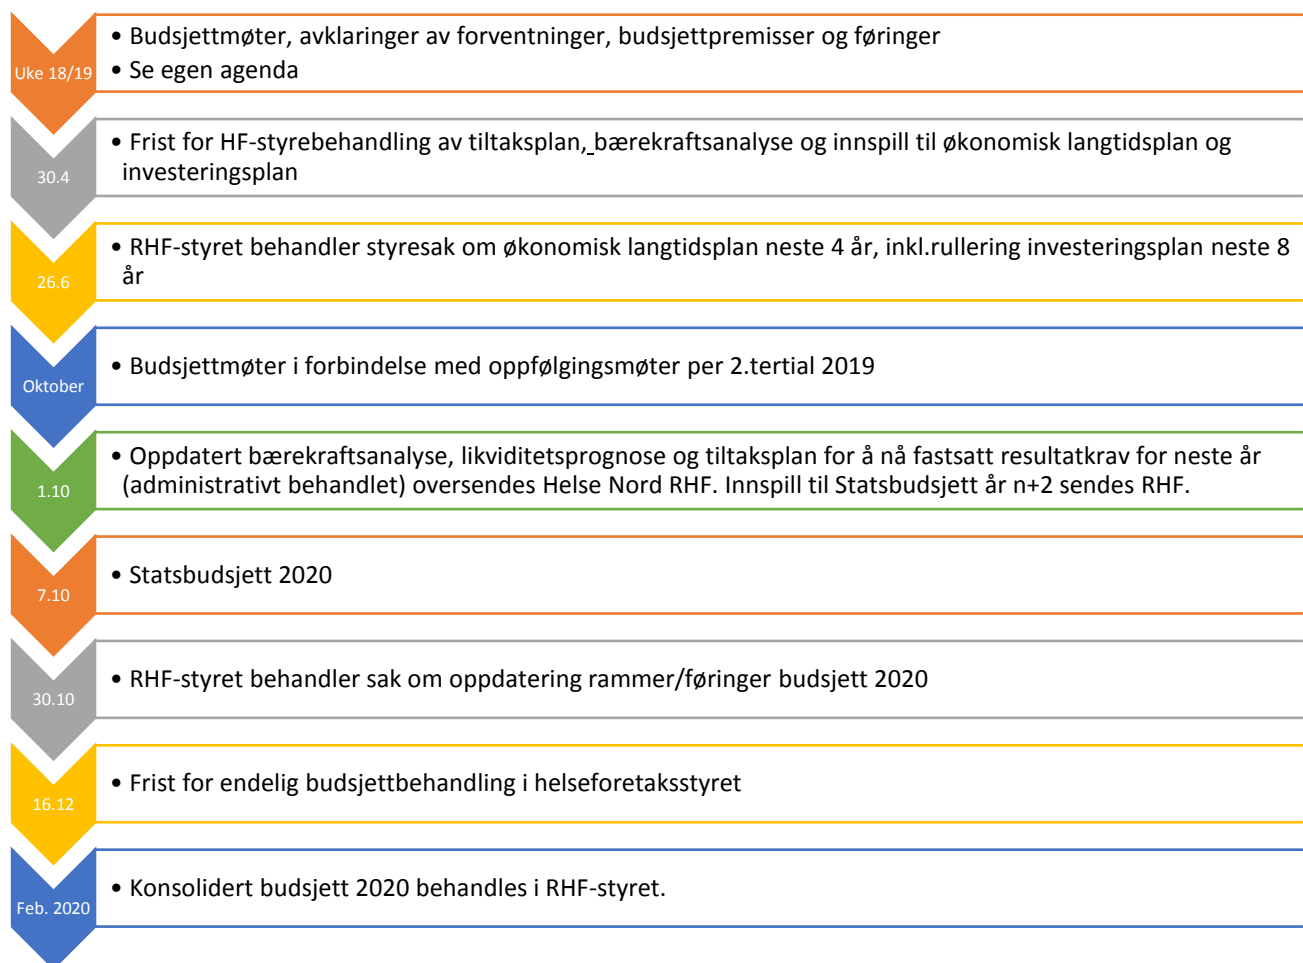 Uke 18/19
• Budsjettmøter, avklaringer av forventninger, budsjettpremisser og føringer
• Se egen agenda
30.4
• Frist for HF-styrebehandling av tiltaksplan, bærekraftsanalyse og innspill til økonomisk langtidsplan og
investeringsplan
26.6
• RHF-styret behandler styresak om økonomisk langtidsplan neste 4 år, inkl.rullering investeringsplan neste 8
år
Oktober
• Budsjettmøter i forbindelse med oppfølgingsmøter per 2.tertial 2019
1.10
• Oppdatert bærekraftsanalyse, likviditetsprognose og tiltaksplan for å nå fastsatt resultatkrav for neste år
(administrativt behandlet) oversendes Helse Nord RHF. Innspill til Statsbudsjett år n+2 sendes RHF.
7.10
• Statsbudsjett 2020
30.10
• RHF-styret behandler sak om oppdatering rammer/føringer budsjett 2020
16.12
• Frist for endelig budsjettbehandling i helseforetaksstyret
Feb. 2020
• Konsolidert budsjett 2020 behandles i RHF-styret.